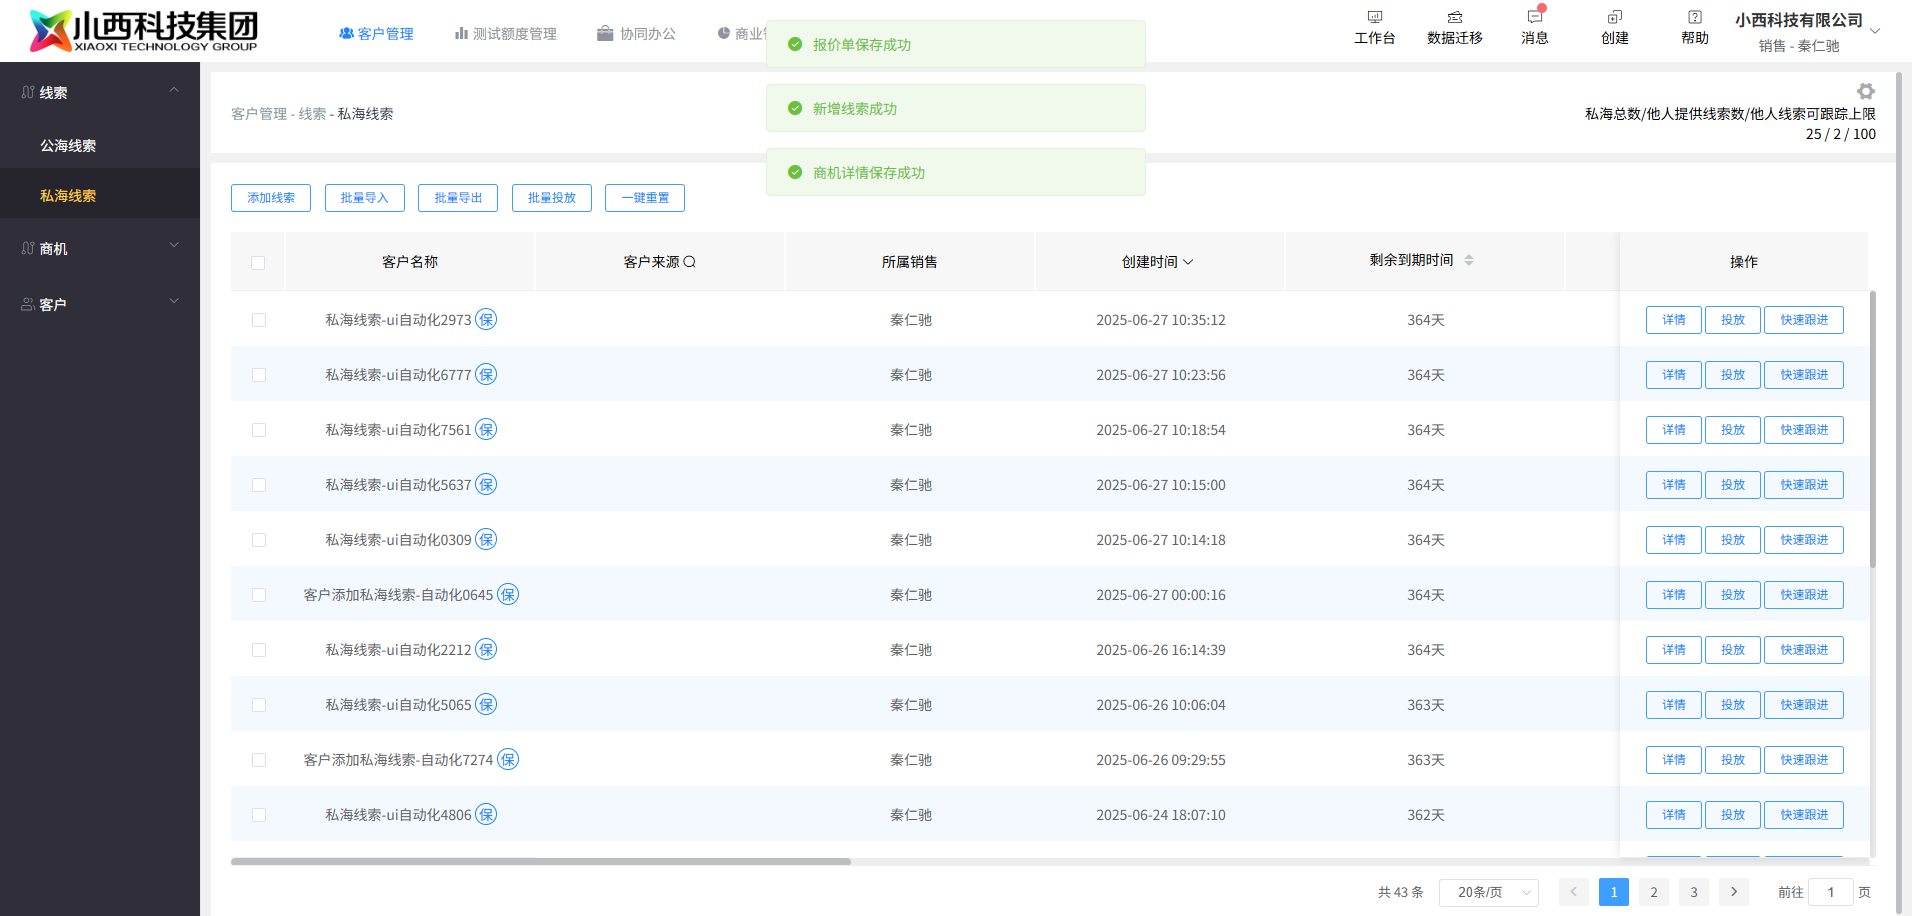 小西科技集团
XIAOXI TECHNOLOGY GROUP
客户管理
测试额度管理
协同办公
商业
工作台
数据迁移
消息
创建
帮助
小西科技有限公司
销售 - 秦仁驰
报价单保存成功
新增线索成功
商机详情保存成功
线索
公海线索
私海线索
商机
客户
客户管理 - 线索 - 私海线索
私海总数/他人提供线索数/他人线索可跟踪上限
25 / 2 / 100
添加线索 批量导入 批量导出 批量投放 一键重置
客户名称 客户来源 所属销售 创建时间 剩余到期时间 操作
私海线索-ui自动化2973 保 秦仁驰 2025-06-27 10:35:12 364天 详情 投放 快速跟进
私海线索-ui自动化6777 保 秦仁驰 2025-06-27 10:23:56 364天 详情 投放 快速跟进
私海线索-ui自动化7561 保 秦仁驰 2025-06-27 10:18:54 364天 详情 投放 快速跟进
私海线索-ui自动化5637 保 秦仁驰 2025-06-27 10:15:00 364天 详情 投放 快速跟进
私海线索-ui自动化0309 保 秦仁驰 2025-06-27 10:14:18 364天 详情 投放 快速跟进
客户添加私海线索-自动化0645 保 秦仁驰 2025-06-27 00:00:16 364天 详情 投放 快速跟进
私海线索-ui自动化2212 保 秦仁驰 2025-06-26 16:14:39 364天 详情 投放 快速跟进
私海线索-ui自动化5065 保 秦仁驰 2025-06-26 10:06:04 363天 详情 投放 快速跟进
客户添加私海线索-自动化7274 保 秦仁驰 2025-06-26 09:29:55 363天 详情 投放 快速跟进
私海线索-ui自动化4806 保 秦仁驰 2025-06-24 18:07:10 362天 详情 投放 快速跟进
共 43 条 20条/页 1 2 3 前往 1 页